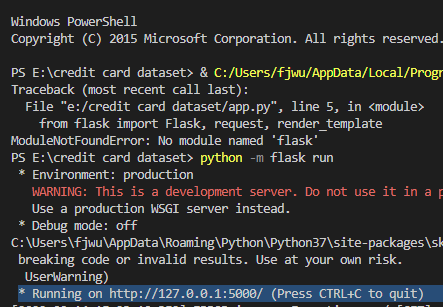 Windows PowerShell
Copyright (C) 2015 Microsoft Corporation. All rights reserved.
PS E:\credit card dataset> & C:/Users/fjwu/AppData/Local/Progr
Traceback (most recent call last):
File "e:/credit card dataset/app.py", line 5, in <module>
from flask import Flask, request, render_template
ModuleNotFoundError: No module named 'flask'
PS E:\credit card dataset> python -m flask run
* Environment: production
WARNING: This is a development server. Do not use it in a p
Use a production WSGI server instead.
* Debug mode: off
C:\Users\fjwu\AppData\Roaming\Python\Python37\site-packages\sk
breaking code or invalid results. Use at your own risk.
UserWarning)
* Running on http://127.0.0.1:5000/ (Press CTRL+C to quit)